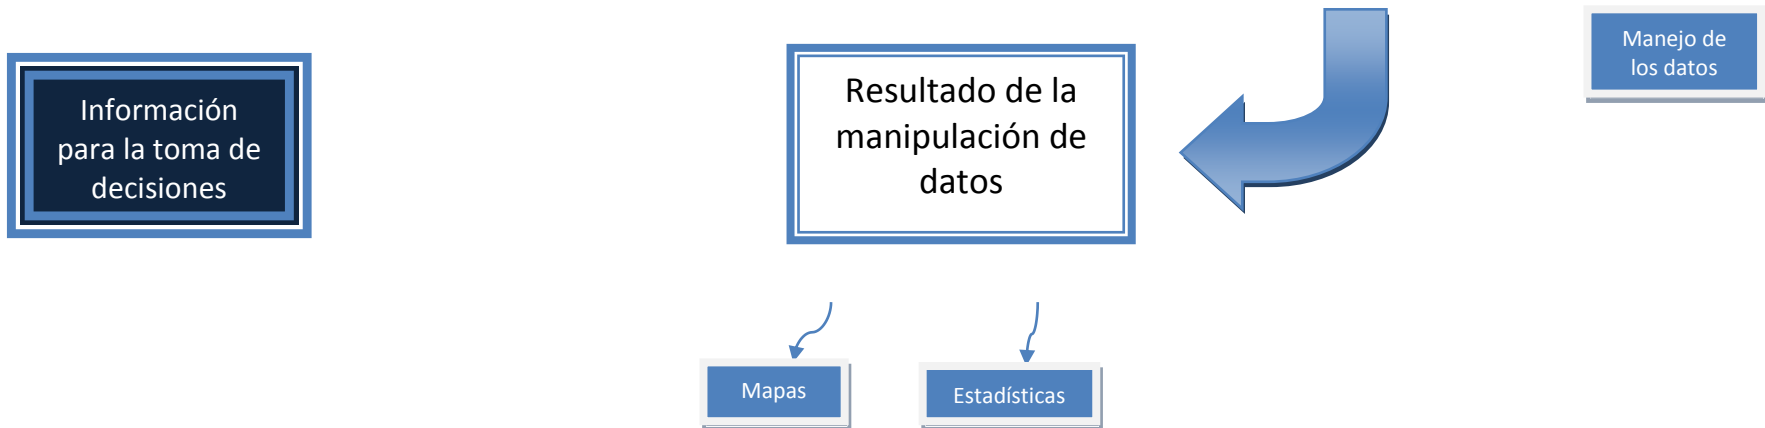 Información
para la toma de
decisiones
Resultado de la
manipulación de
datos
Manejo de
los datos
Mapas
Estadísticas